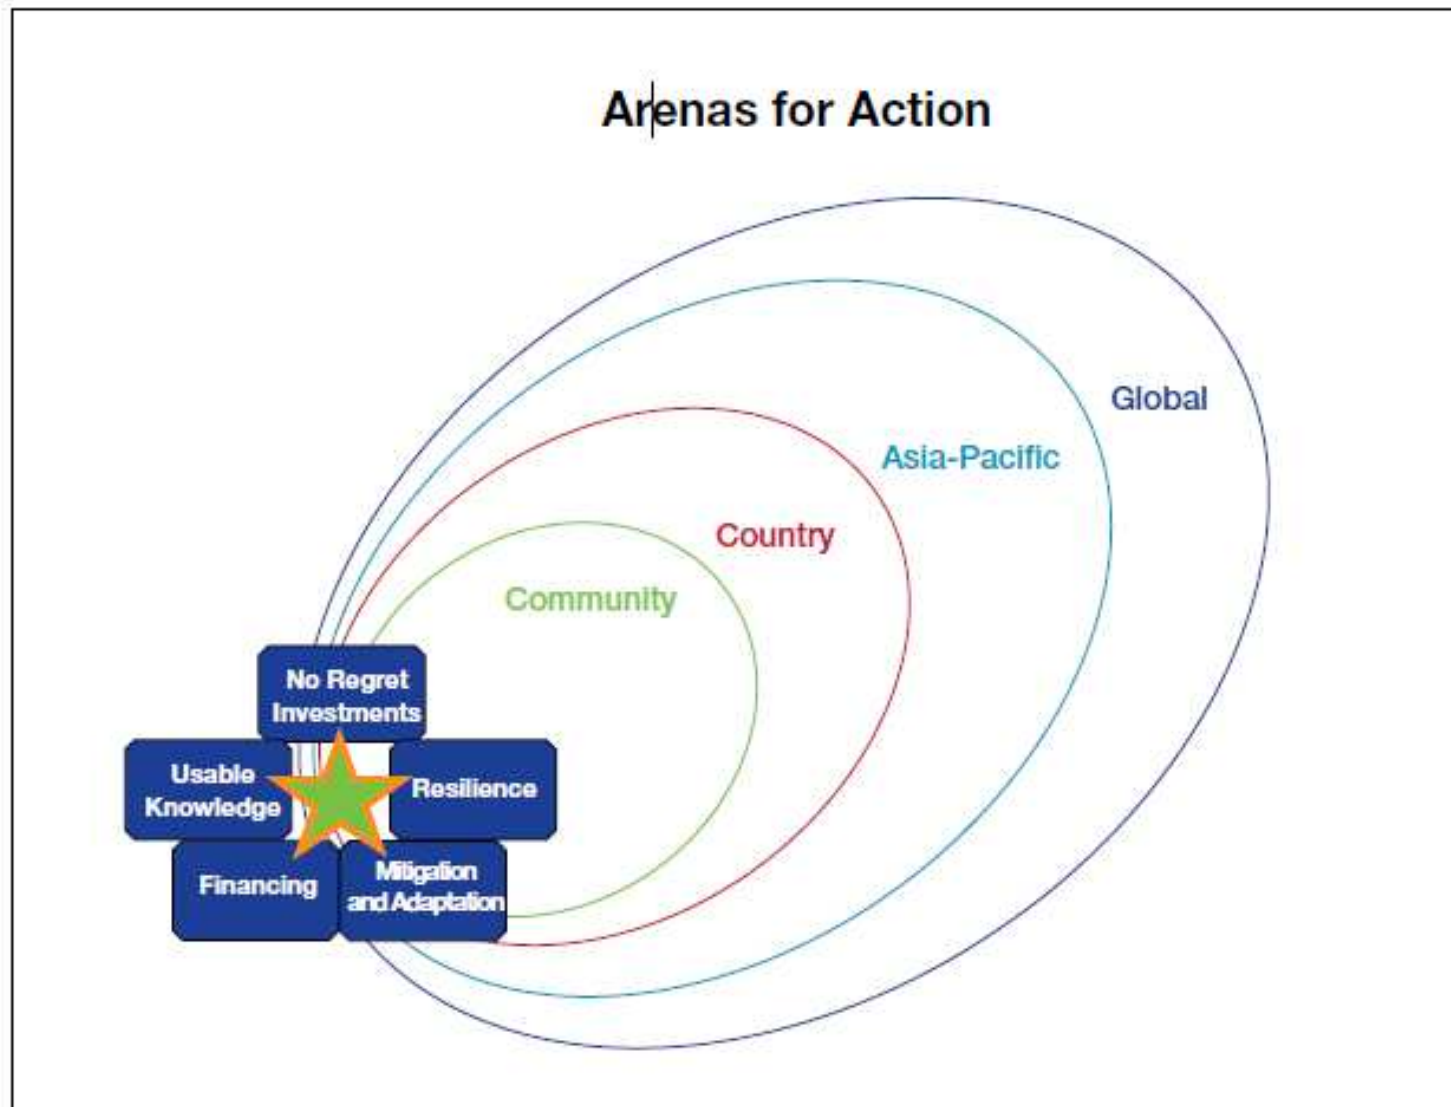 Arenas for Action
Global
Asia-Pacific
Country
Community
No Regret
Investments
Usable
Knowledge
Resilience
Financing
Mitigation
and Adaptation